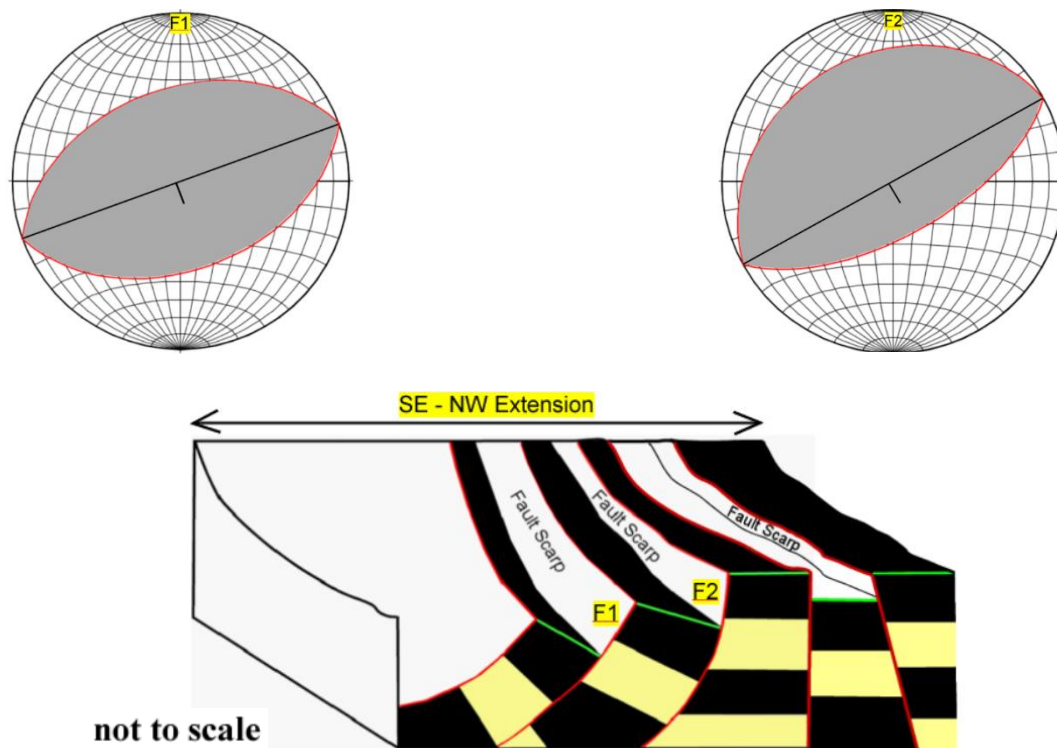 F1
F2
SE - NW Extension
Fault Scarp
Fault Scarp
Fault Scarp
F1
F2
not to scale